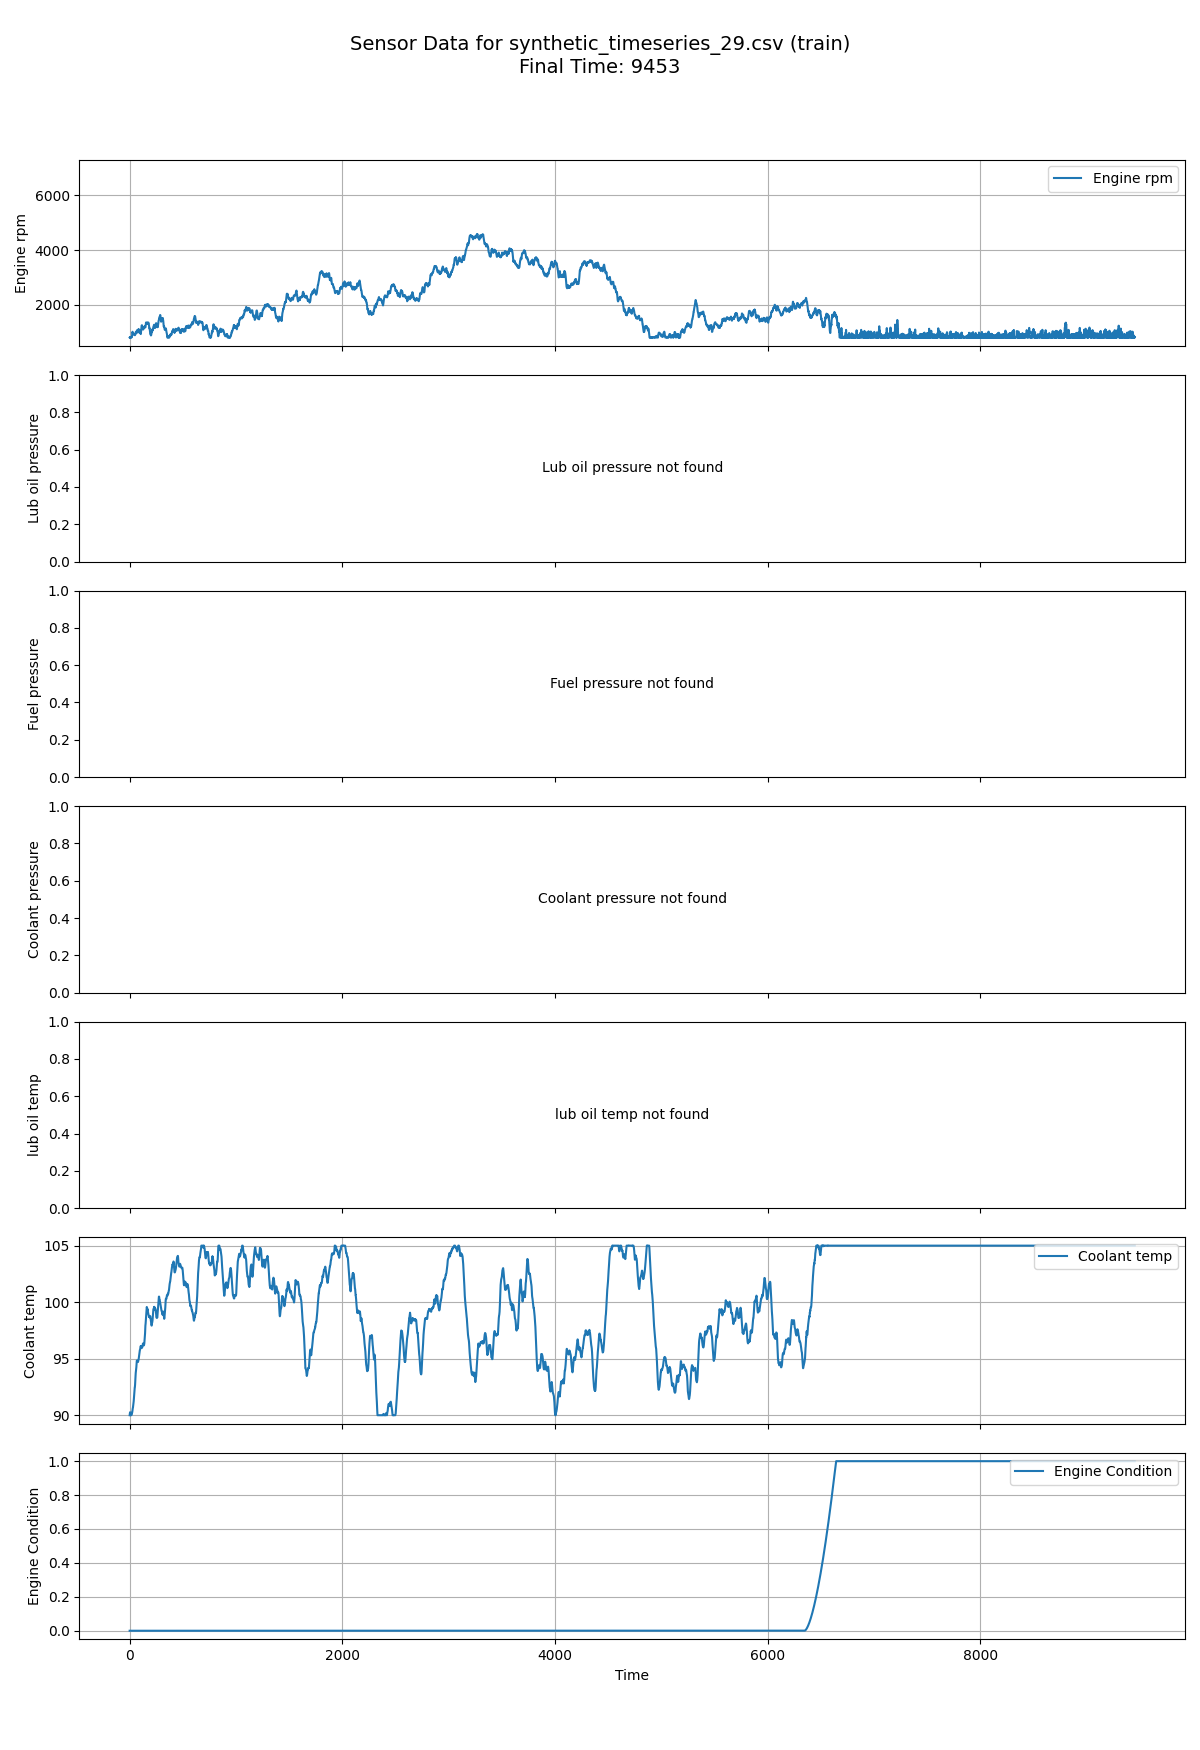 Sensor Data for synthetic_timeseries_29.csv (train)
Final Time: 9453
Engine rpm
6000
4000
2000
Engine rpm
Lub oil pressure
1.0
0.8
0.6
0.4
0.2
0.0
Lub oil pressure not found
Fuel pressure
1.0
0.8
0.6
0.4
0.2
0.0
Fuel pressure not found
Coolant pressure
1.0
0.8
0.6
0.4
0.2
0.0
Coolant pressure not found
lub oil temp
1.0
0.8
0.6
0.4
0.2
0.0
lub oil temp not found
Coolant temp
105
100
95
90
Coolant temp
Engine Condition
1.0
0.8
0.6
0.4
0.2
0.0
Engine Condition
0 2000 4000 6000 8000
Time